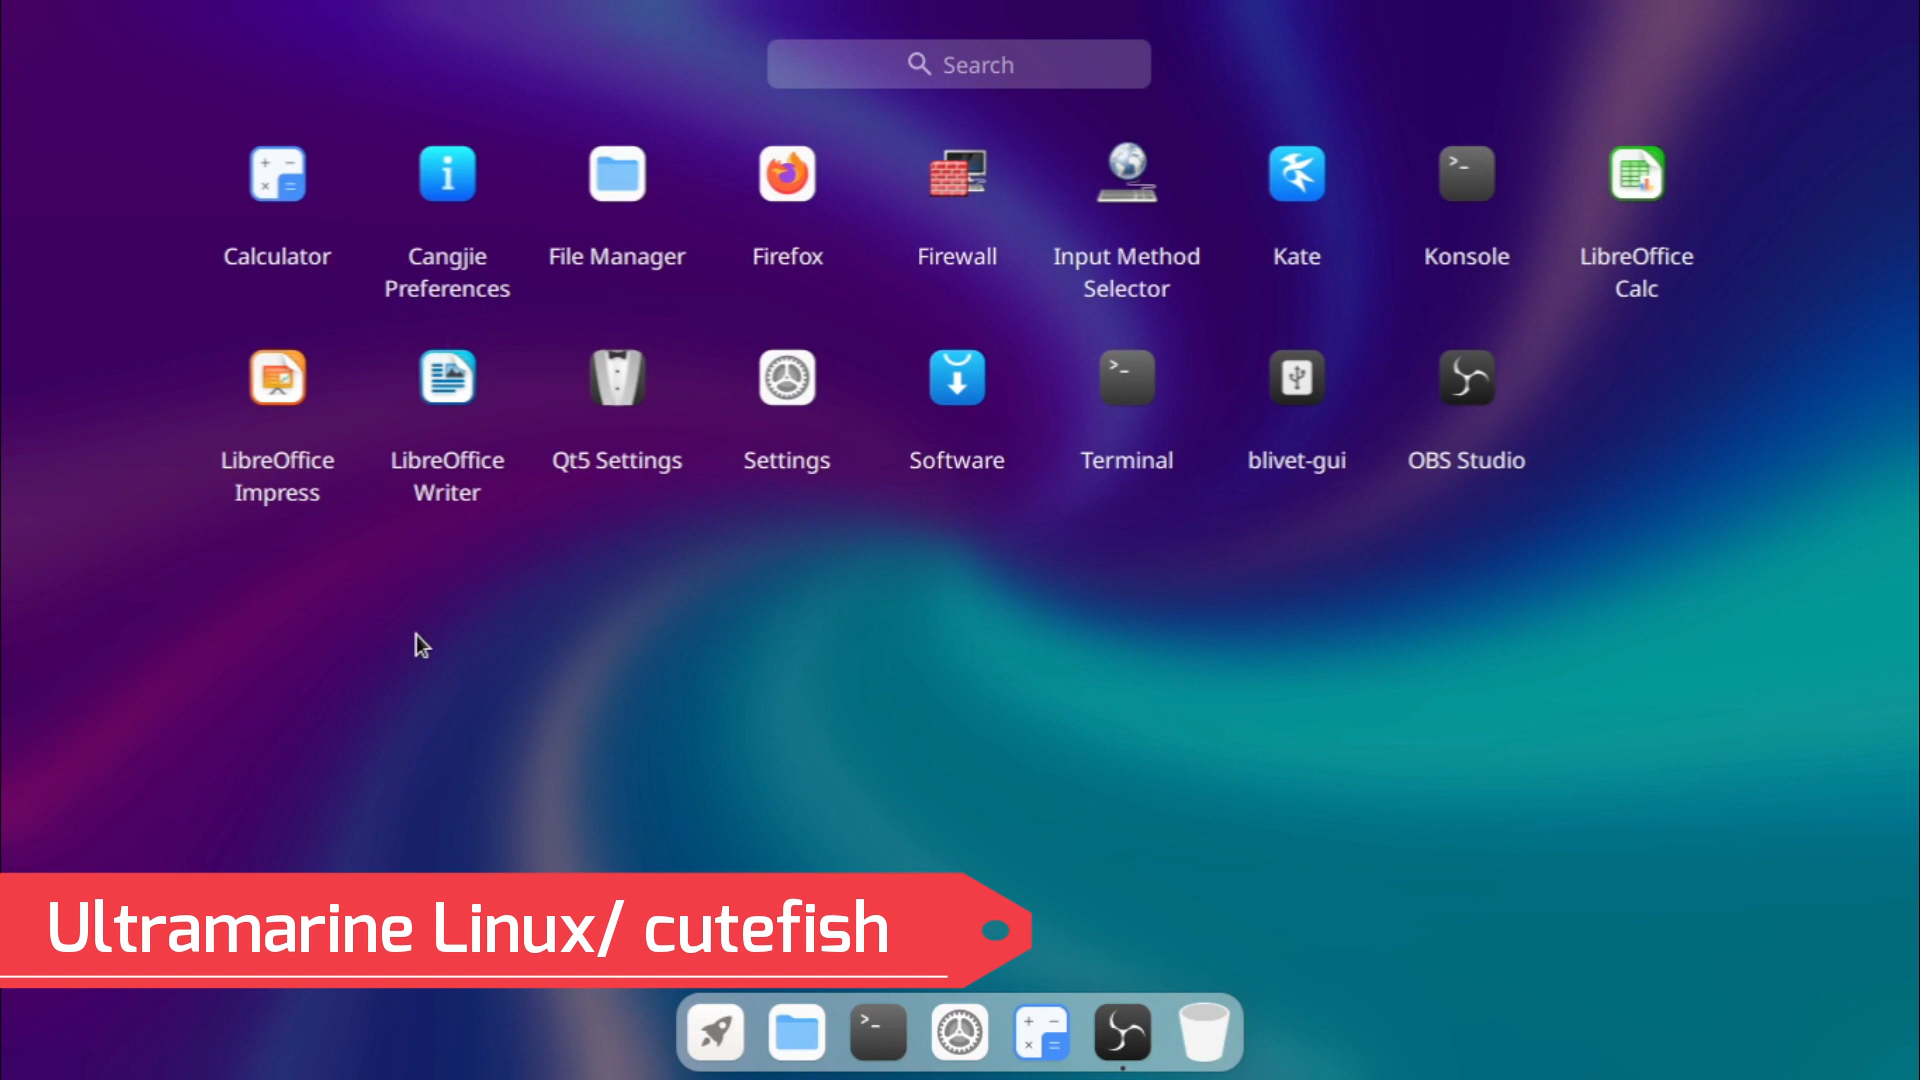 Search
Calculator
Cangjie
Preferences
File Manager
Firefox
Firewall
Input Method
Selector
Kate
Konsole
LibreOffice
Calc
LibreOffice
Impress
LibreOffice
Writer
Qt5 Settings
Settings
Software
Terminal
blivet-gui
OBS Studio
Ultramarine Linux/ cutefish